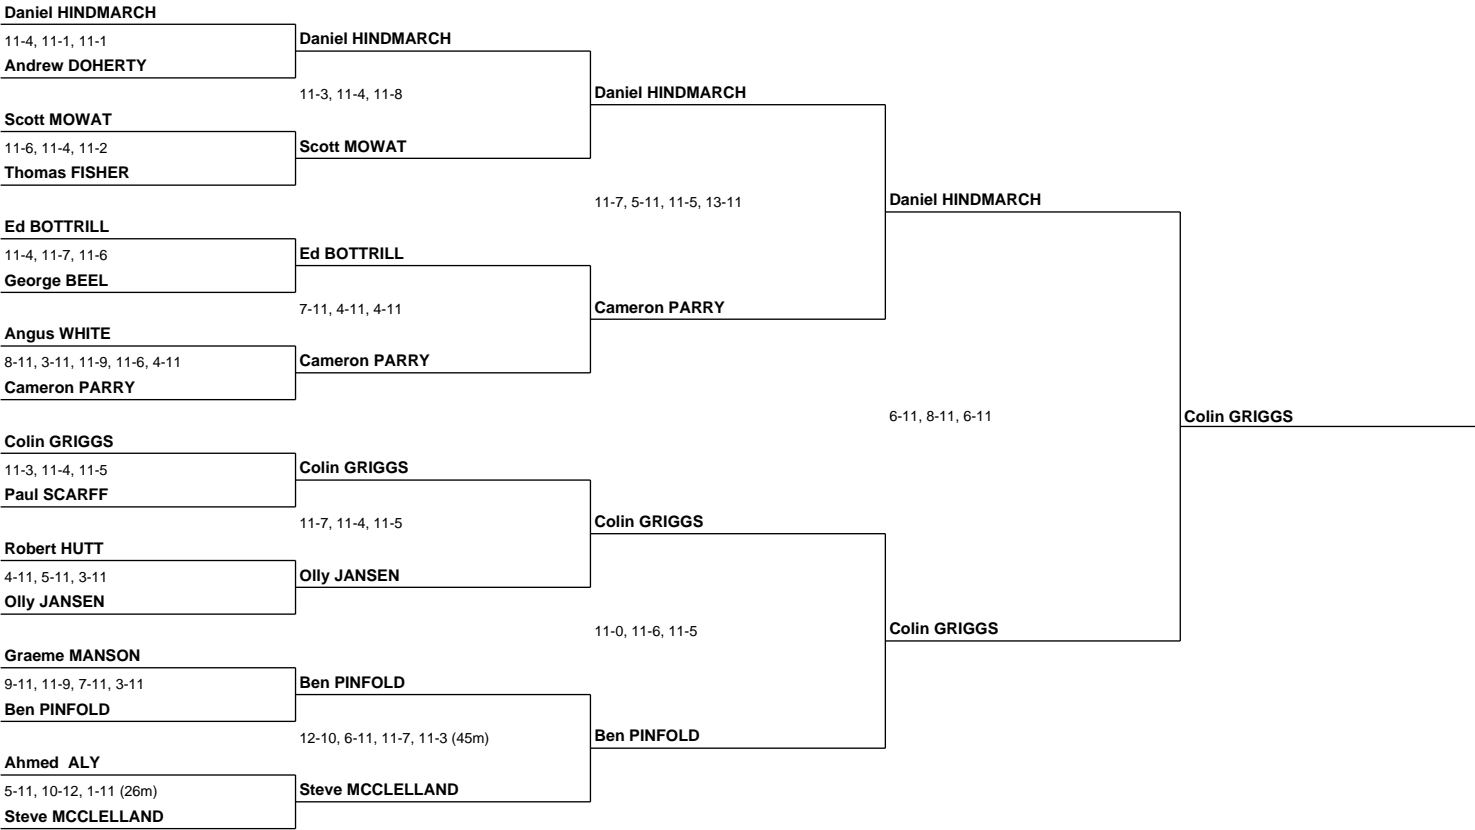 Daniel HINDMARCH
11-4, 11-1, 11-1
Andrew DOHERTY
Scott MOWAT
11-6, 11-4, 11-2
Thomas FISHER
Ed BOTTRILL
11-4, 11-7, 11-6
George BEEL
Angus WHITE
8-11, 3-11, 11-9, 11-6, 4-11
Cameron PARRY
Colin GRIGGS
11-3, 11-4, 11-5
Paul SCARFF
Robert HUTT
4-11, 5-11, 3-11
Olly JANSEN
Graeme MANSON
9-11, 11-9, 7-11, 3-11
Ben PINFOLD
Ahmed  ALY
5-11, 10-12, 1-11 (26m)
Steve MCCLELLAND
Daniel HINDMARCH
11-3, 11-4, 11-8
Scott MOWAT
Ed BOTTRILL
7-11, 4-11, 4-11
Cameron PARRY
Colin GRIGGS
11-7, 11-4, 11-5
Olly JANSEN
Ben PINFOLD
12-10, 6-11, 11-7, 11-3 (45m)
Steve MCCLELLAND
Daniel HINDMARCH
11-7, 5-11, 11-5, 13-11
Cameron PARRY
Colin GRIGGS
11-0, 11-6, 11-5
Ben PINFOLD
Daniel HINDMARCH
6-11, 8-11, 6-11
Colin GRIGGS
Colin GRIGGS